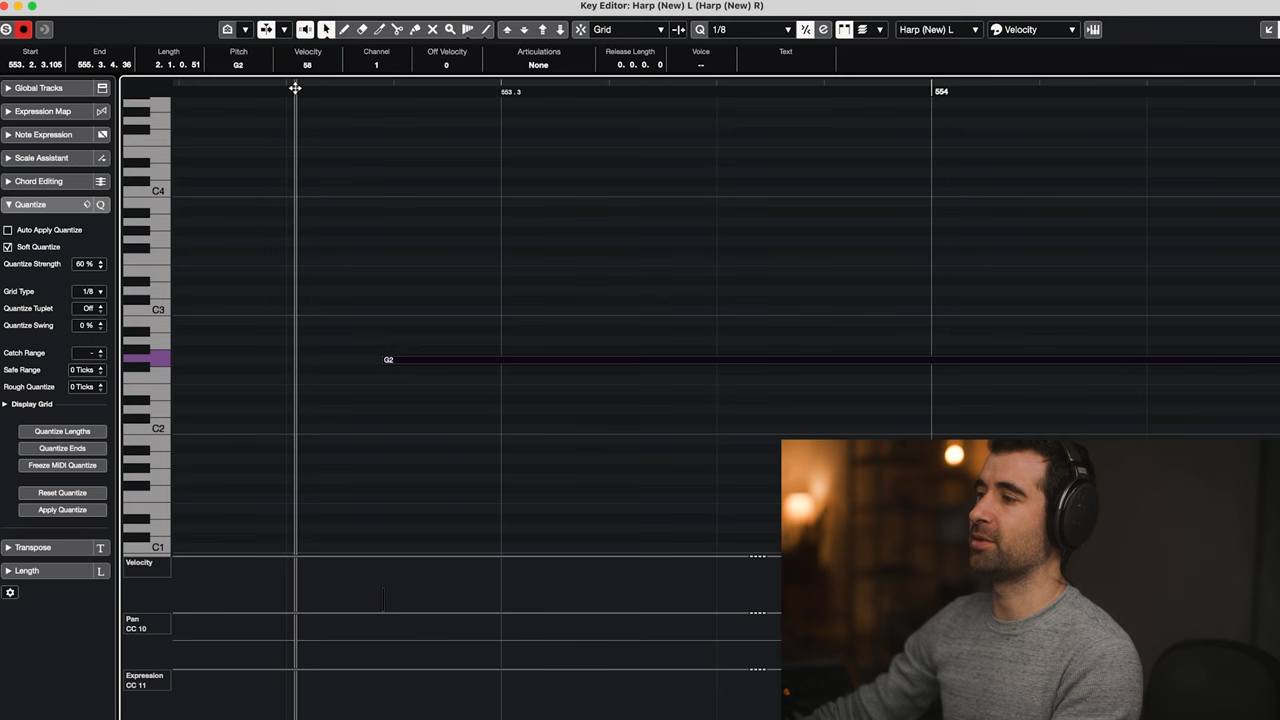 Key Editor: Harp (New) L (Harp (New) R)
Grid
1/8
Harp (New) L
Velocity
Start End Length Pitch Velocity Channel Off Velocity Articulations Release Length Voice Text
553. 2. 3.105 555. 3. 4. 36 2. 1. 0. 51 G2 58 1 0 None 0. 0. 0. 0 --
Global Tracks
Expression Map
Note Expression
Scale Assistant
Chord Editing
Quantize
Auto Apply Quantize
Soft Quantize
Quantize Strength 60 %
Grid Type 1/8
Quantize Tuplet Off
Quantize Swing 0 %
Catch Range -
Safe Range 0 Ticks
Rough Quantize 0 Ticks
Display Grid
Quantize Lengths
Quantize Ends
Freeze MIDI Quantize
Reset Quantize
Apply Quantize
Transpose
Length
553 . 3
554
C4
C3
G2
C2
C1
Velocity
Pan
CC 10
Expression
CC 11